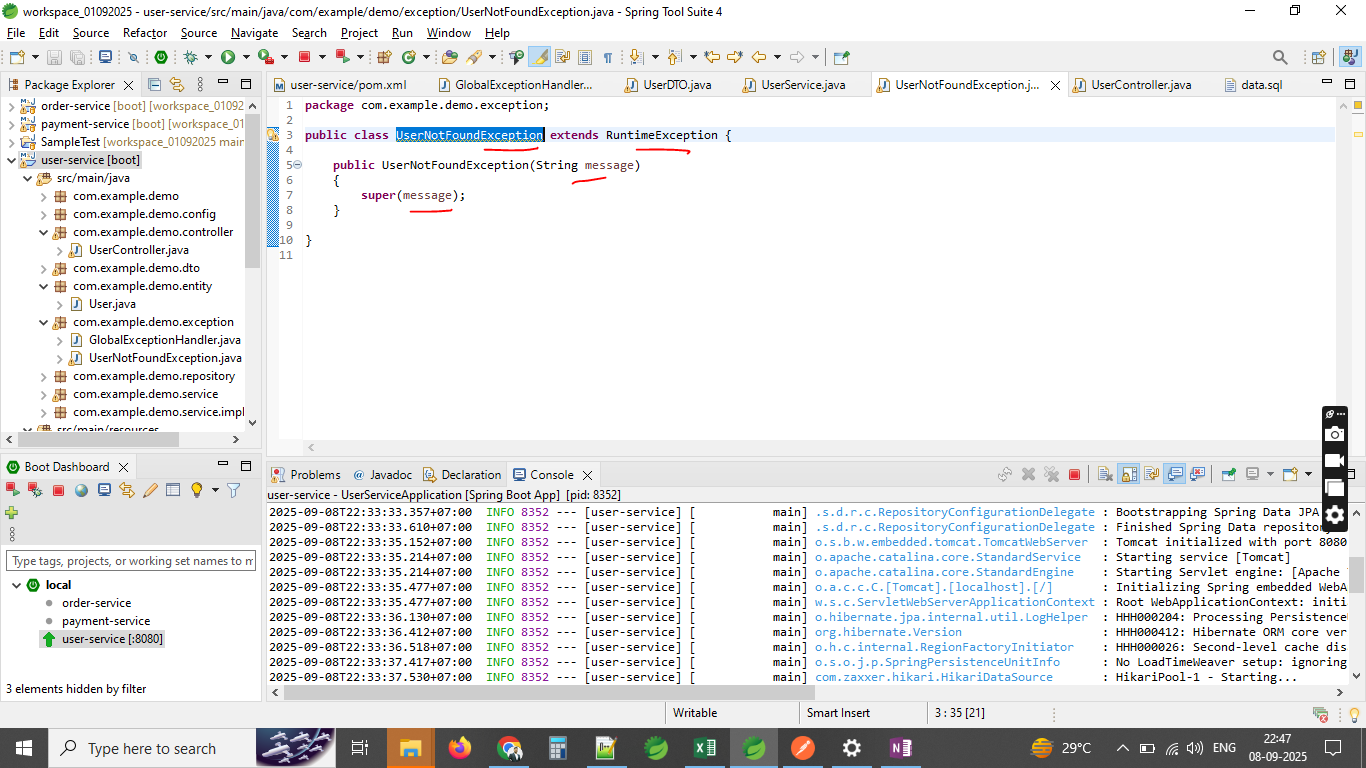 workspace_01092025 - user-service/src/main/java/com/example/demo/exception/UserNotFoundException.java - Spring Tool Suite 4
File Edit Source Refactor Source Navigate Search Project Run Window Help
Package Explorer
order-service [boot] [workspace_01092
payment-service [boot] [workspace_01
SampleTest [workspace_01092025 main
user-service [boot]
src/main/java
com.example.demo
com.example.demo.config
com.example.demo.controller
UserController.java
com.example.demo.dto
com.example.demo.entity
User.java
com.example.demo.exception
GlobalExceptionHandler.java
UserNotFoundException.java
com.example.demo.repository
com.example.demo.service
com.example.demo.service.impl
src/main/resources
user-service/pom.xml GlobalExceptionHandler... UserDTO.java UserService.java UserNotFoundException.j... UserController.java data.sql
1 package com.example.demo.exception;
2
3 public class UserNotFoundException extends RuntimeException {
4
5 public UserNotFoundException(String message)
6 {
7 super(message);
8 }
9
10 }
11
Boot Dashboard
Type tags, projects, or working set names to m
local
order-service
payment-service
user-service [:8080]
3 elements hidden by filter
Problems @ Javadoc Declaration Console
user-service - UserServiceApplication [Spring Boot App] [pid: 8352]
2025-09-08T22:33:33.357+07:00 INFO 8352 --- [user-service] [ main] .s.d.r.c.RepositoryConfigurationDelegate : Bootstrapping Spring Data JPA
2025-09-08T22:33:33.610+07:00 INFO 8352 --- [user-service] [ main] .s.d.r.c.RepositoryConfigurationDelegate : Finished Spring Data reposito
2025-09-08T22:33:35.152+07:00 INFO 8352 --- [user-service] [ main] o.s.b.w.embedded.tomcat.TomcatWebServer : Tomcat initialized with port 8080
2025-09-08T22:33:35.214+07:00 INFO 8352 --- [user-service] [ main] o.apache.catalina.core.StandardService : Starting service [Tomcat]
2025-09-08T22:33:35.214+07:00 INFO 8352 --- [user-service] [ main] o.apache.catalina.core.StandardEngine : Starting Servlet engine: [Apache
2025-09-08T22:33:35.477+07:00 INFO 8352 --- [user-service] [ main] o.a.c.c.C.[Tomcat].[localhost].[/] : Initializing Spring embedded WebA
2025-09-08T22:33:35.477+07:00 INFO 8352 --- [user-service] [ main] w.s.c.ServletWebServerApplicationContext : Root WebApplicationContext: initi
2025-09-08T22:33:36.130+07:00 INFO 8352 --- [user-service] [ main] o.hibernate.jpa.internal.util.LogHelper : HHH000204: Processing Persistence
2025-09-08T22:33:36.412+07:00 INFO 8352 --- [user-service] [ main] org.hibernate.Version : HHH000412: Hibernate ORM core ver
2025-09-08T22:33:36.518+07:00 INFO 8352 --- [user-service] [ main] o.h.c.internal.RegionFactoryInitiator : HHH000026: Second-level cache dis
2025-09-08T22:33:37.417+07:00 INFO 8352 --- [user-service] [ main] o.s.o.j.p.SpringPersistenceUnitInfo : No LoadTimeWeaver setup: ignoring
2025-09-08T22:33:37.530+07:00 INFO 8352 --- [user-service] [ main] com.zaxxer.hikari.HikariDataSource : HikariPool-1 - Starting...
Writable Smart Insert 3 : 35 [21]
Type here to search
29°C
ENG
22:47
08-09-2025